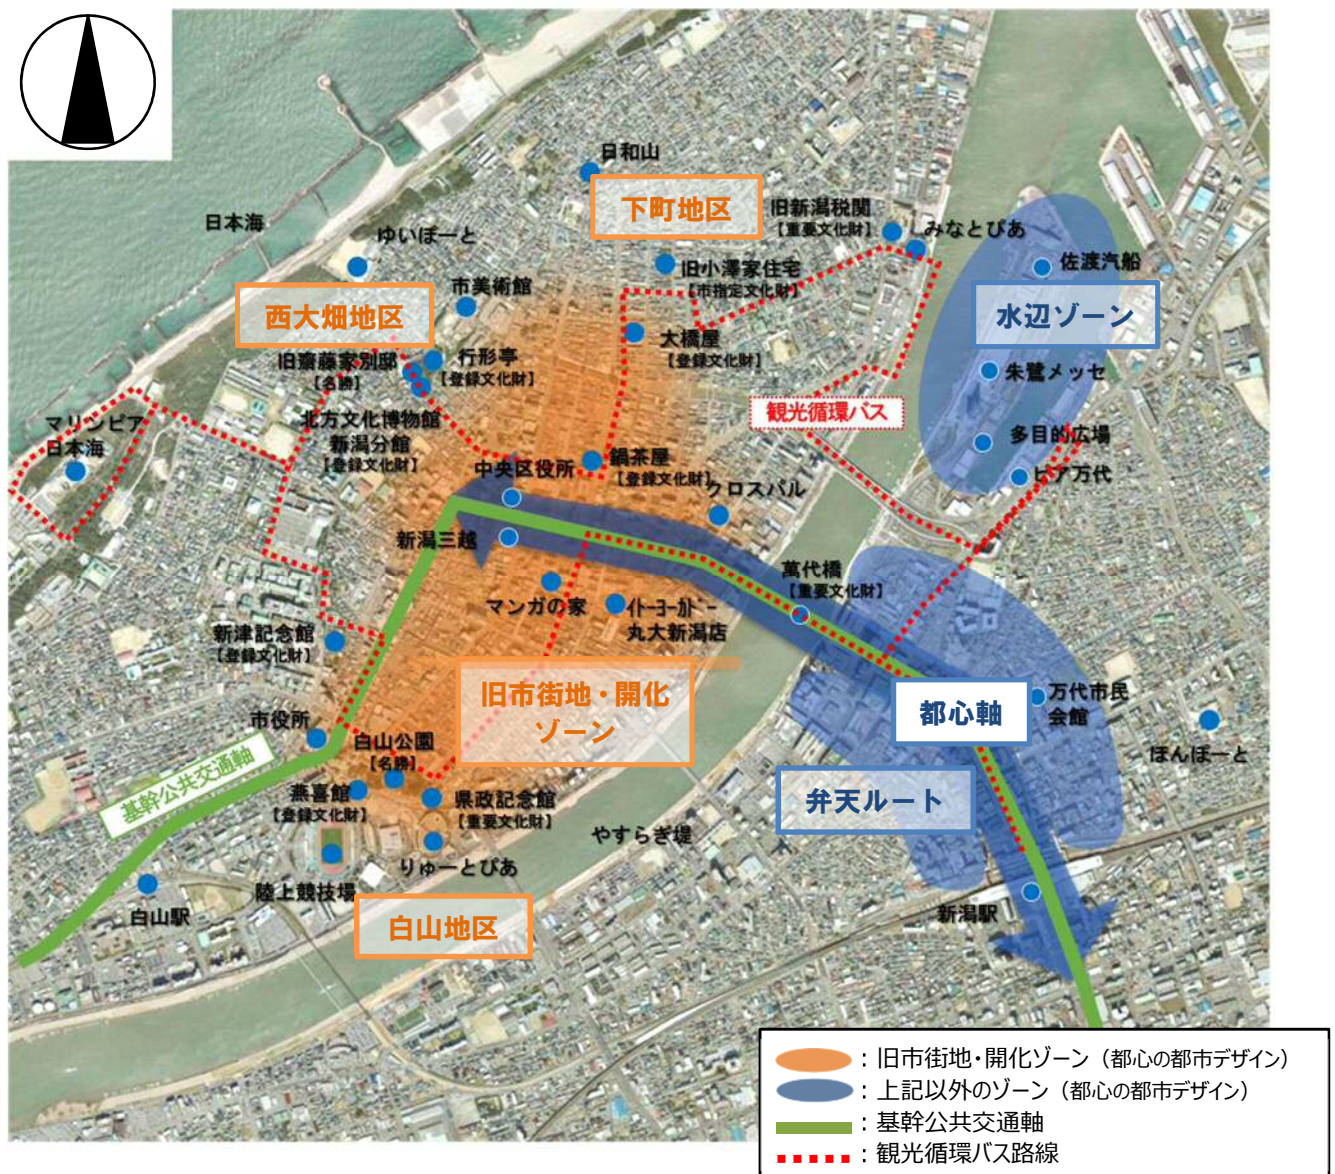 日和山
下町地区
旧新潟税関
【重要文化財】
みなとぴあ
日本海
ゆいぽーと
佐渡汽船
旧小澤家住宅
【市指定文化財】
市美術館
西大畑地区
水辺ゾーン
大橋屋
【登録文化財】
行形亭
【登録文化財】
旧齋藤家別邸
【名勝】
朱鷺メッセ
観光循環バス
北方文化博物館
新潟分館
【登録文化財】
マリンピア
日本海
多目的広場
ピア万代
鍋茶屋
【登録文化財】
中央区役所
クロスパル
新潟三越
萬代橋
【重要文化財】
マンガの家
イトーヨーカドー
丸大新潟店
新津記念館
【登録文化財】
旧市街地・開化
ゾーン
都心軸
万代市民
会館
ほんぽーと
市役所
白山公園
【名勝】
基幹公共交通軸
燕喜館
【登録文化財】
県政記念館
【重要文化財】
弁天ルート
やすらぎ堤
りゅーとぴあ
陸上競技場
白山駅
白山地区
新潟駅
：旧市街地・開化ゾーン（都心の都市デザイン）
：上記以外のゾーン（都心の都市デザイン）
：基幹公共交通軸
：観光循環バス路線